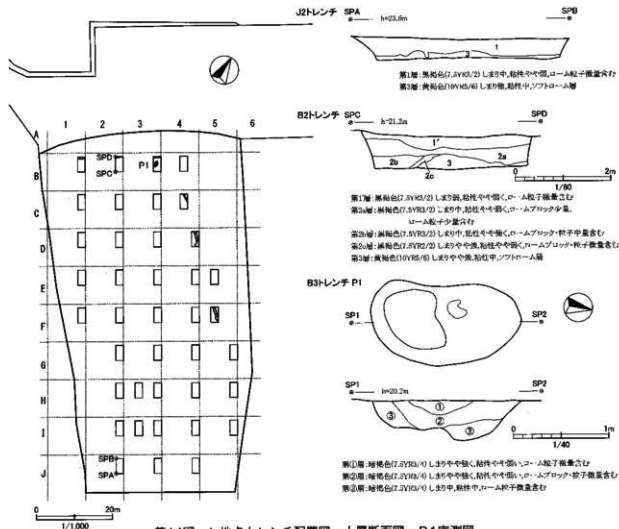 A
1 2 3 4 5 6
B
C
D
E
F
G
H
I
J
SPD
SPC
P1
SPB
SPA
0 20m
1/1,000
J2トレンチ SPA SPB
h=23.6m
1
3
第1層:黒褐色(7.5YR3/2)しまり中,粘性やや弱,ローム粒子微量含む
第3層:黄褐色(10YR5/6)しまり強,粘性中,ソフトローム層
B2トレンチ SPC SPD
h=21.2m
1'
2b 2c 3 2a
0 2m
1/80
第1'層:黒褐色(7.5YR3/2)しまり弱,粘性やや弱く,ローム粒子微量含む
第2a層:黒褐色(7.5YR3/2)しまり中,粘性やや弱く,ロームブロック少量,
ローム粒子少量含む
第2b層:黒褐色(7.5YR3/2)しまり中,粘性やや強く,ロームブロック・粒子中量含む
第2c層:黒褐色(7.5YR2/2)しまりやや強,粘性やや弱く,ロームブロック・粒子微量含む
第3層:黄褐色(10YR5/6)しまりやや強,粘性中,ソフトローム層
B3トレンチ P1
SP1 SP2
SP1 SP2
h=20.2m
① ② ③ ③
0 1m
1/40
第①層:暗褐色(7.5YR3/4)しまりやや強く,粘性やや弱い,ローム粒子微量含む
第②層:暗褐色(7.5YR3/4)しまりやや強く,粘性やや弱い,ロームブロック・粒子微量含む
第③層:暗褐色(7.5YR3/4)しまり中,粘性中,ローム粒子微量含む